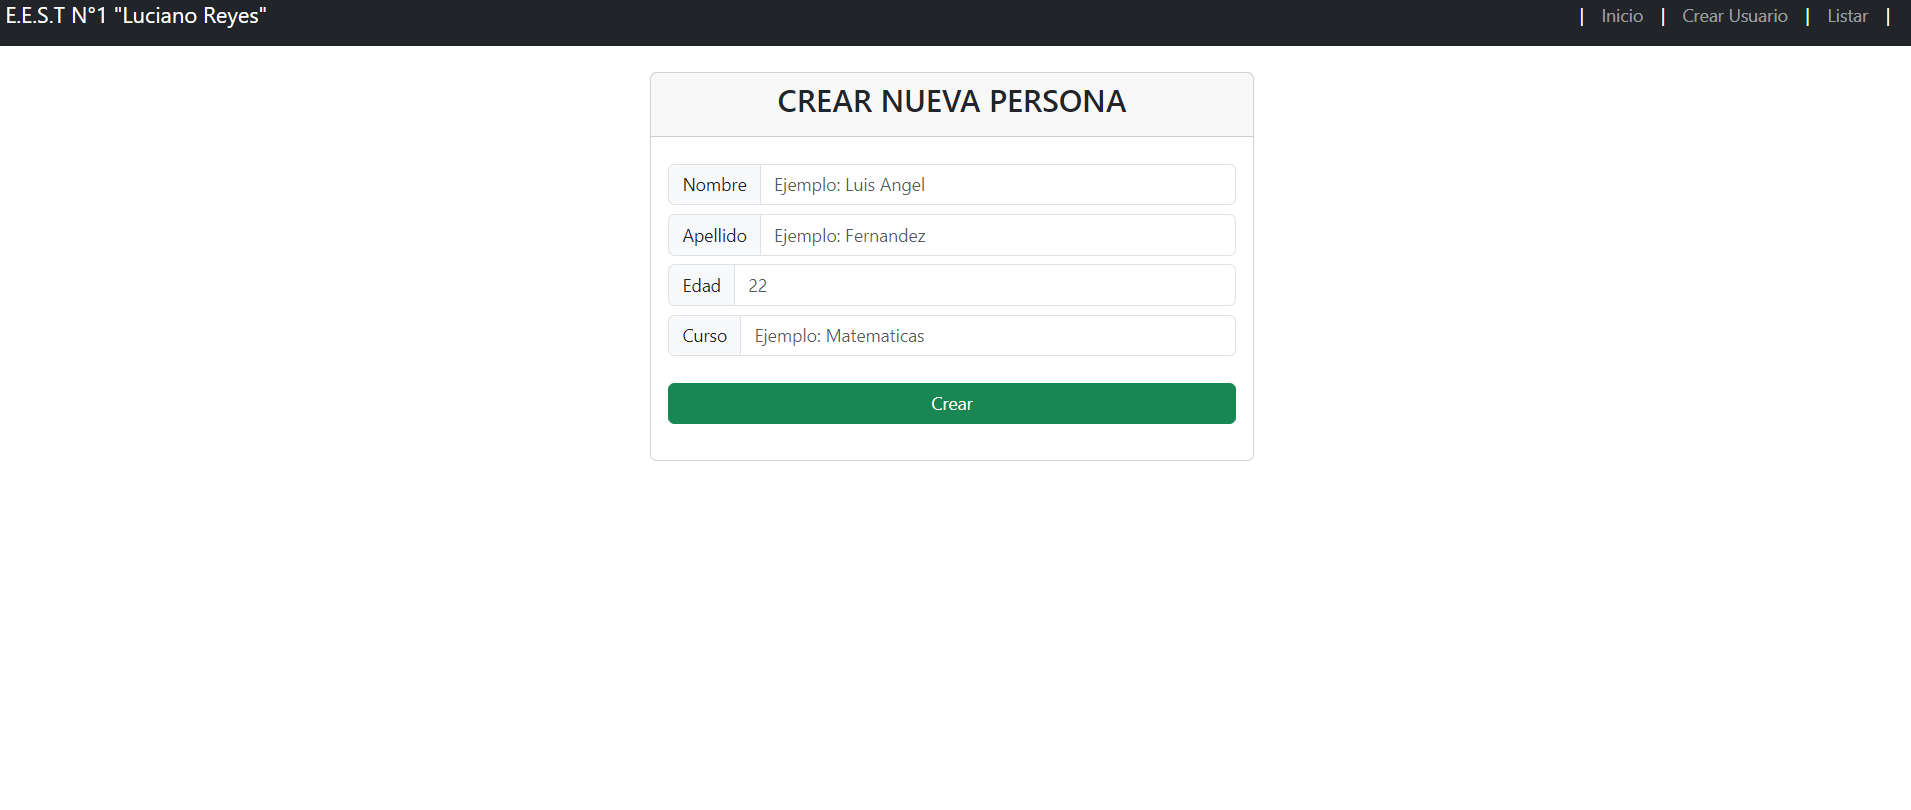 E.E.S.T N°1 "Luciano Reyes"
| Inicio | Crear Usuario | Listar |
CREAR NUEVA PERSONA
Nombre Ejemplo: Luis Angel
Apellido Ejemplo: Fernandez
Edad 22
Curso Ejemplo: Matematicas
Crear